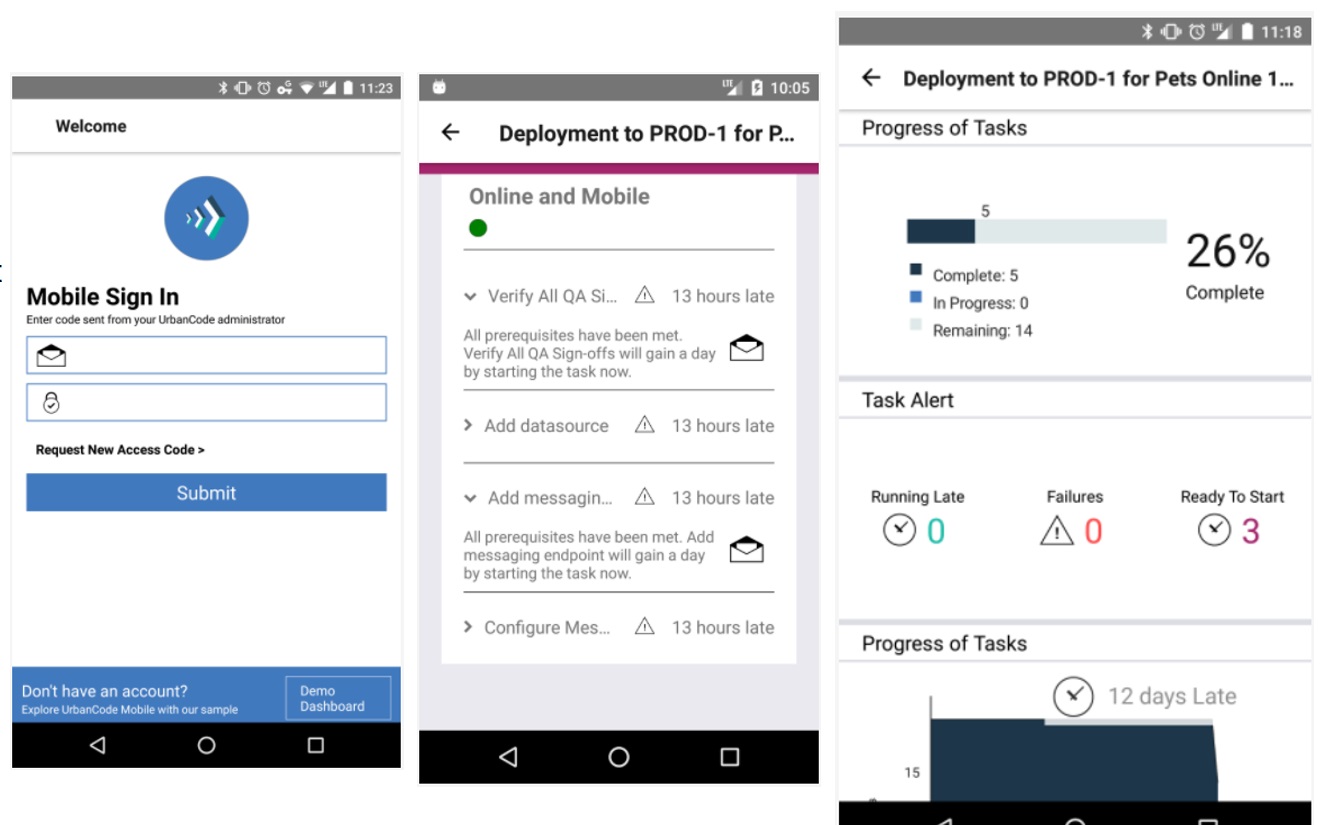 11:23
Welcome
Mobile Sign In
Enter code sent from your UrbanCode administrator
Request New Access Code >
Submit
Don't have an account?
Explore UrbanCode Mobile with our sample
Demo
Dashboard
LTE 10:05
Deployment to PROD-1 for P...
Online and Mobile
Verify All QA Si... 13 hours late
All prerequisites have been met.
Verify All QA Sign-offs will gain a day
by starting the task now.
Add datasource 13 hours late
Add messagin... 13 hours late
All prerequisites have been met. Add
messaging endpoint will gain a day
by starting the task now.
Configure Mes... 13 hours late
LTE 11:18
Deployment to PROD-1 for Pets Online 1...
Progress of Tasks
5
Complete: 5
In Progress: 0
Remaining: 14
26%
Complete
Task Alert
Running Late
0
Failures
0
Ready To Start
3
Progress of Tasks
12 days Late
15